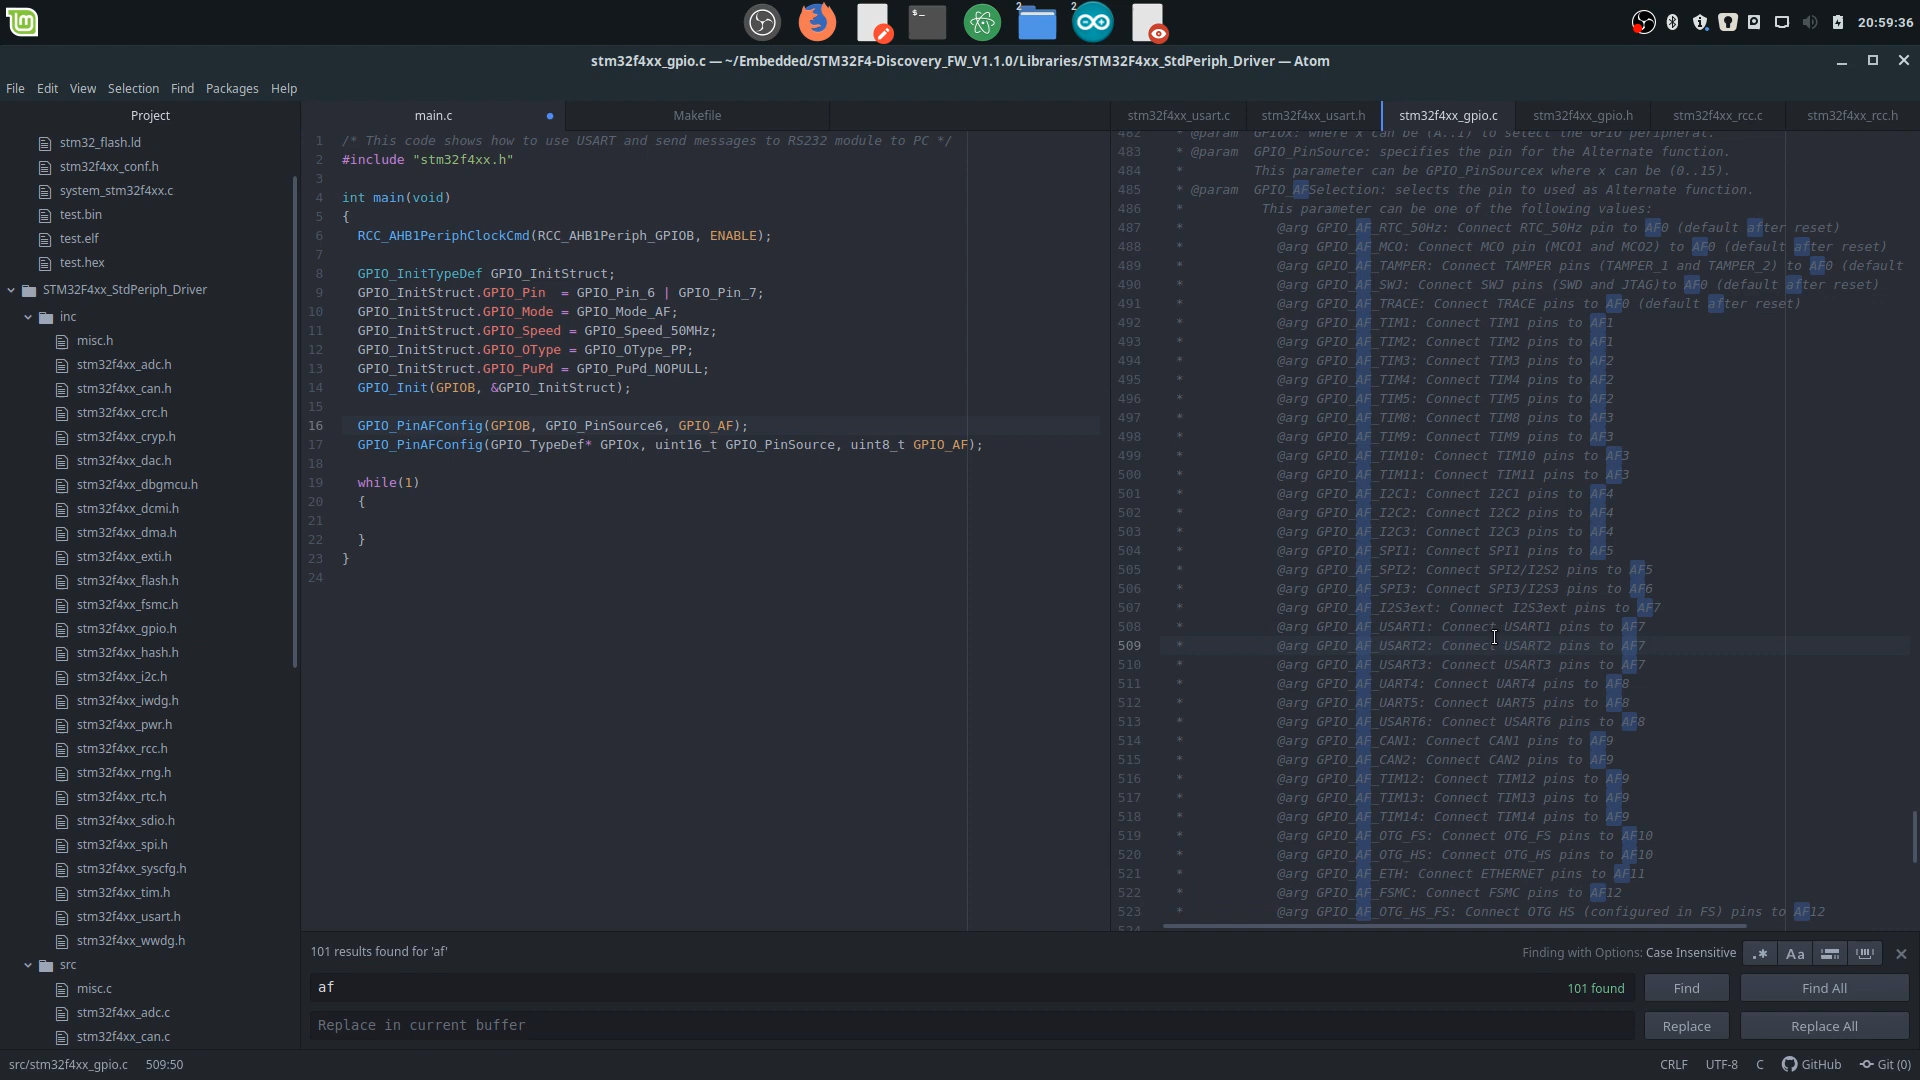 20:59:36
stm32f4xx_gpio.c — ~/Embedded/STM32F4-Discovery_FW_V1.1.0/Libraries/STM32F4xx_StdPeriph_Driver — Atom
File Edit View Selection Find Packages Help
Project
stm32_flash.ld
stm32f4xx_conf.h
system_stm32f4xx.c
test.bin
test.elf
test.hex
STM32F4xx_StdPeriph_Driver
inc
misc.h
stm32f4xx_adc.h
stm32f4xx_can.h
stm32f4xx_crc.h
stm32f4xx_cryp.h
stm32f4xx_dac.h
stm32f4xx_dbgmcu.h
stm32f4xx_dcmi.h
stm32f4xx_dma.h
stm32f4xx_exti.h
stm32f4xx_flash.h
stm32f4xx_fsmc.h
stm32f4xx_gpio.h
stm32f4xx_hash.h
stm32f4xx_i2c.h
stm32f4xx_iwdg.h
stm32f4xx_pwr.h
stm32f4xx_rcc.h
stm32f4xx_rng.h
stm32f4xx_rtc.h
stm32f4xx_sdio.h
stm32f4xx_spi.h
stm32f4xx_syscfg.h
stm32f4xx_tim.h
stm32f4xx_usart.h
stm32f4xx_wwdg.h
src
misc.c
stm32f4xx_adc.c
stm32f4xx_can.c
main.c Makefile
1 /* This code shows how to use USART and send messages to RS232 module to PC */
2 #include "stm32f4xx.h"
3
4 int main(void)
5 {
6 RCC_AHB1PeriphClockCmd(RCC_AHB1Periph_GPIOB, ENABLE);
7
8 GPIO_InitTypeDef GPIO_InitStruct;
9 GPIO_InitStruct.GPIO_Pin  = GPIO_Pin_6 | GPIO_Pin_7;
10 GPIO_InitStruct.GPIO_Mode = GPIO_Mode_AF;
11 GPIO_InitStruct.GPIO_Speed = GPIO_Speed_50MHz;
12 GPIO_InitStruct.GPIO_OType = GPIO_OType_PP;
13 GPIO_InitStruct.GPIO_PuPd = GPIO_PuPd_NOPULL;
14 GPIO_Init(GPIOB, &GPIO_InitStruct);
15
16 GPIO_PinAFConfig(GPIOB, GPIO_PinSource6, GPIO_AF);
17 GPIO_PinAFConfig(GPIO_TypeDef* GPIOx, uint16_t GPIO_PinSource, uint8_t GPIO_AF);
18
19 while(1)
20 {
21
22 }
23 }
24
stm32f4xx_usart.c stm32f4xx_usart.h stm32f4xx_gpio.c stm32f4xx_gpio.h stm32f4xx_rcc.c stm32f4xx_rcc.h
482 * @param GPIOx: where x can be (A..I) to select the GPIO peripheral.
483 * @param GPIO_PinSource: specifies the pin for the Alternate function.
484 * This parameter can be GPIO_PinSourcex where x can be (0..15).
485 * @param GPIO_AFSelection: selects the pin to used as Alternate function.
486 * This parameter can be one of the following values:
487 * @arg GPIO_AF_RTC_50Hz: Connect RTC_50Hz pin to AF0 (default after reset)
488 * @arg GPIO_AF_MCO: Connect MCO pin (MCO1 and MCO2) to AF0 (default after reset)
489 * @arg GPIO_AF_TAMPER: Connect TAMPER pins (TAMPER_1 and TAMPER_2) to AF0 (default
490 * @arg GPIO_AF_SWJ: Connect SWJ pins (SWD and JTAG)to AF0 (default after reset)
491 * @arg GPIO_AF_TRACE: Connect TRACE pins to AF0 (default after reset)
492 * @arg GPIO_AF_TIM1: Connect TIM1 pins to AF1
493 * @arg GPIO_AF_TIM2: Connect TIM2 pins to AF1
494 * @arg GPIO_AF_TIM3: Connect TIM3 pins to AF2
495 * @arg GPIO_AF_TIM4: Connect TIM4 pins to AF2
496 * @arg GPIO_AF_TIM5: Connect TIM5 pins to AF2
497 * @arg GPIO_AF_TIM8: Connect TIM8 pins to AF3
498 * @arg GPIO_AF_TIM9: Connect TIM9 pins to AF3
499 * @arg GPIO_AF_TIM10: Connect TIM10 pins to AF3
500 * @arg GPIO_AF_TIM11: Connect TIM11 pins to AF3
501 * @arg GPIO_AF_I2C1: Connect I2C1 pins to AF4
502 * @arg GPIO_AF_I2C2: Connect I2C2 pins to AF4
503 * @arg GPIO_AF_I2C3: Connect I2C3 pins to AF4
504 * @arg GPIO_AF_SPI1: Connect SPI1 pins to AF5
505 * @arg GPIO_AF_SPI2: Connect SPI2/I2S2 pins to AF5
506 * @arg GPIO_AF_SPI3: Connect SPI3/I2S3 pins to AF6
507 * @arg GPIO_AF_I2S3ext: Connect I2S3ext pins to AF7
508 * @arg GPIO_AF_USART1: Connect USART1 pins to AF7
509 * @arg GPIO_AF_USART2: Connect USART2 pins to AF7
510 * @arg GPIO_AF_USART3: Connect USART3 pins to AF7
511 * @arg GPIO_AF_UART4: Connect UART4 pins to AF8
512 * @arg GPIO_AF_UART5: Connect UART5 pins to AF8
513 * @arg GPIO_AF_USART6: Connect USART6 pins to AF8
514 * @arg GPIO_AF_CAN1: Connect CAN1 pins to AF9
515 * @arg GPIO_AF_CAN2: Connect CAN2 pins to AF9
516 * @arg GPIO_AF_TIM12: Connect TIM12 pins to AF9
517 * @arg GPIO_AF_TIM13: Connect TIM13 pins to AF9
518 * @arg GPIO_AF_TIM14: Connect TIM14 pins to AF9
519 * @arg GPIO_AF_OTG_FS: Connect OTG_FS pins to AF10
520 * @arg GPIO_AF_OTG_HS: Connect OTG_HS pins to AF10
521 * @arg GPIO_AF_ETH: Connect ETHERNET pins to AF11
522 * @arg GPIO_AF_FSMC: Connect FSMC pins to AF12
523 * @arg GPIO_AF_OTG_HS_FS: Connect OTG HS (configured in FS) pins to AF12
101 results found for 'af' Finding with Options: Case Insensitive .* Aa
af 101 found Find Find All
Replace in current buffer Replace Replace All
src/stm32f4xx_gpio.c 509:50 CRLF UTF-8 C GitHub Git (0)